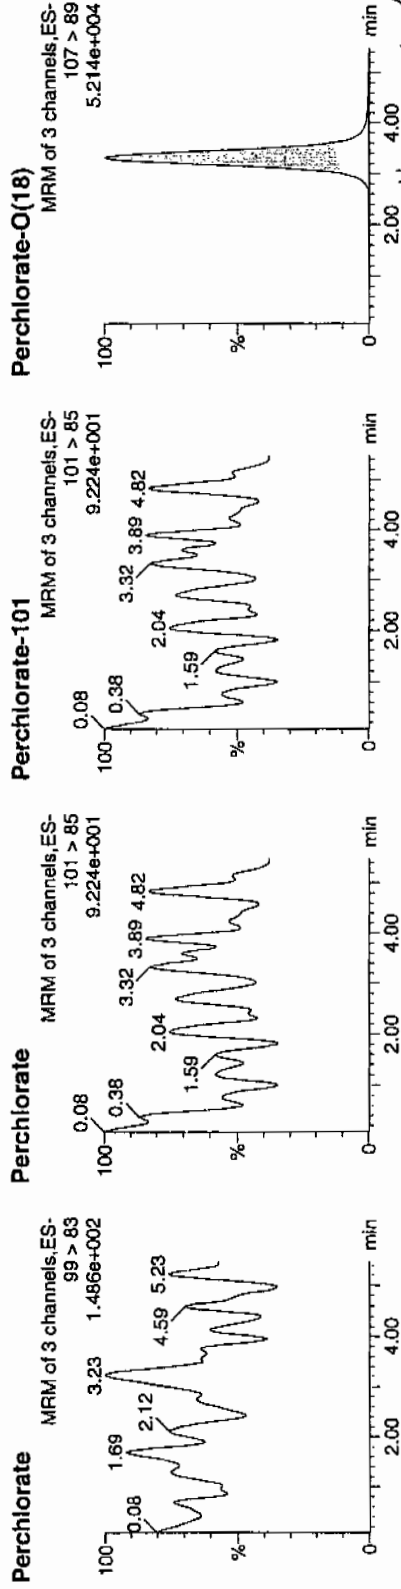 Perchlorate
MRM of 3 channels,ES-
99 > 83
1.486e+002
100
%
0
0.08
1.69
2.12
3.23
4.59
5.23
2.00
4.00
min
Perchlorate
MRM of 3 channels,ES-
101 > 85
9.224e+001
100
%
0
0.08
0.38
1.59
2.04
3.32
3.89
4.82
2.00
4.00
min
Perchlorate-101
MRM of 3 channels,ES-
101 > 85
9.224e+001
100
%
0
0.08
0.38
1.59
2.04
3.32
3.89
4.82
2.00
4.00
min
Perchlorate-O(18)
MRM of 3 channels,ES-
107 > 89
5.214e+004
100
%
0
2.00
4.00
min